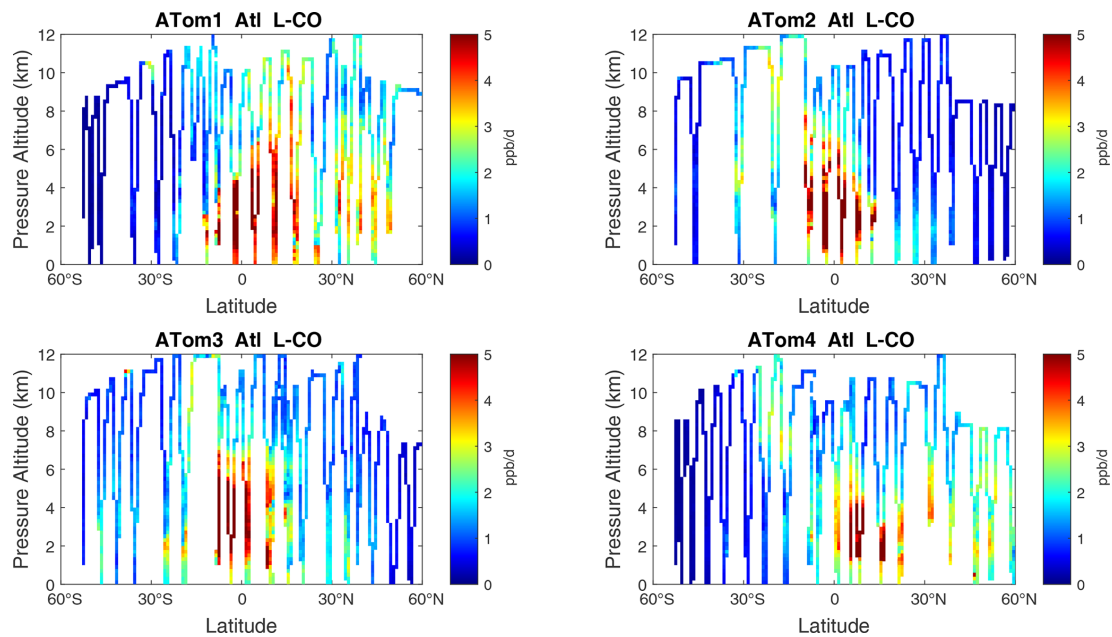 ATom1 Atl L-CO
Pressure Altitude (km)
12
10
8
6
4
2
0
60°S
30°S
0
30°N
60°N
Latitude
5
4
3
2
1
0
ppb/d
ATom2 Atl L-CO
Pressure Altitude (km)
12
10
8
6
4
2
0
60°S
30°S
0
30°N
60°N
Latitude
5
4
3
2
1
0
ppb/d
ATom3 Atl L-CO
Pressure Altitude (km)
12
10
8
6
4
2
0
60°S
30°S
0
30°N
60°N
Latitude
5
4
3
2
1
0
ppb/d
ATom4 Atl L-CO
Pressure Altitude (km)
12
10
8
6
4
2
0
60°S
30°S
0
30°N
60°N
Latitude
5
4
3
2
1
0
ppb/d